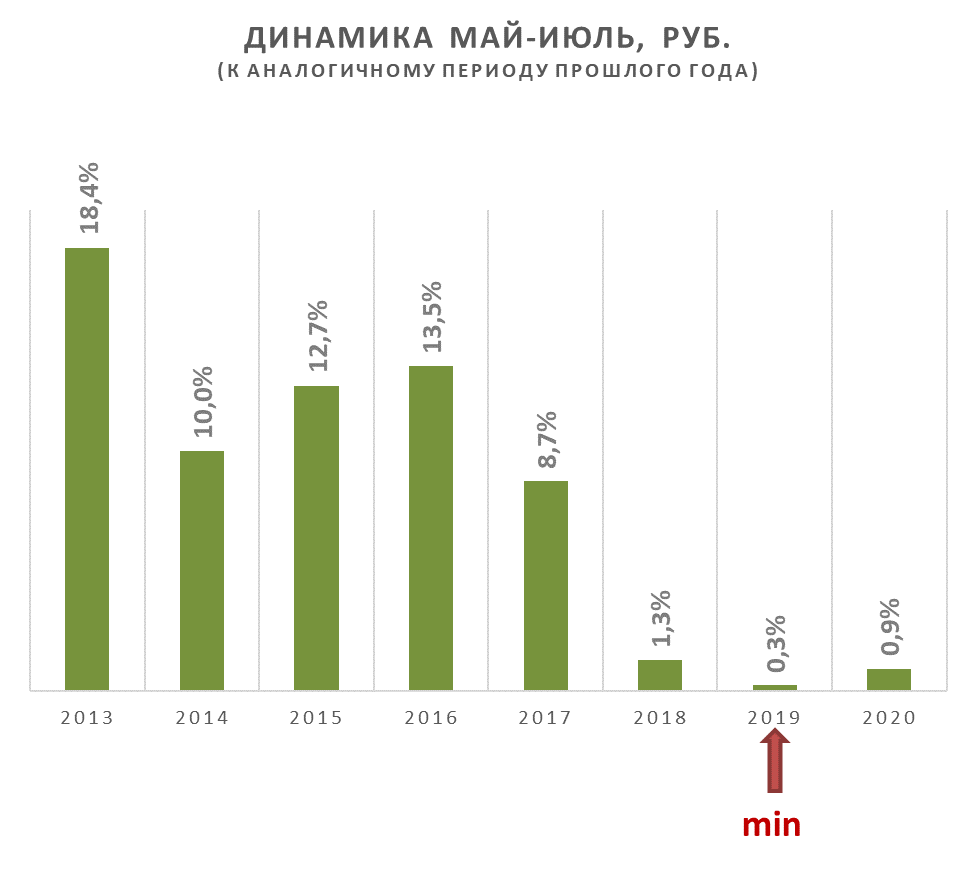 ДИНАМИКА МАЙ-ИЮЛЬ, РУБ.
(К АНАЛОГИЧНОМУ ПЕРИОДУ ПРОШЛОГО ГОДА)
18,4%
10,0%
12,7%
13,5%
8,7%
1,3%
0,3%
0,9%
2013 2014 2015 2016 2017 2018 2019 2020
min